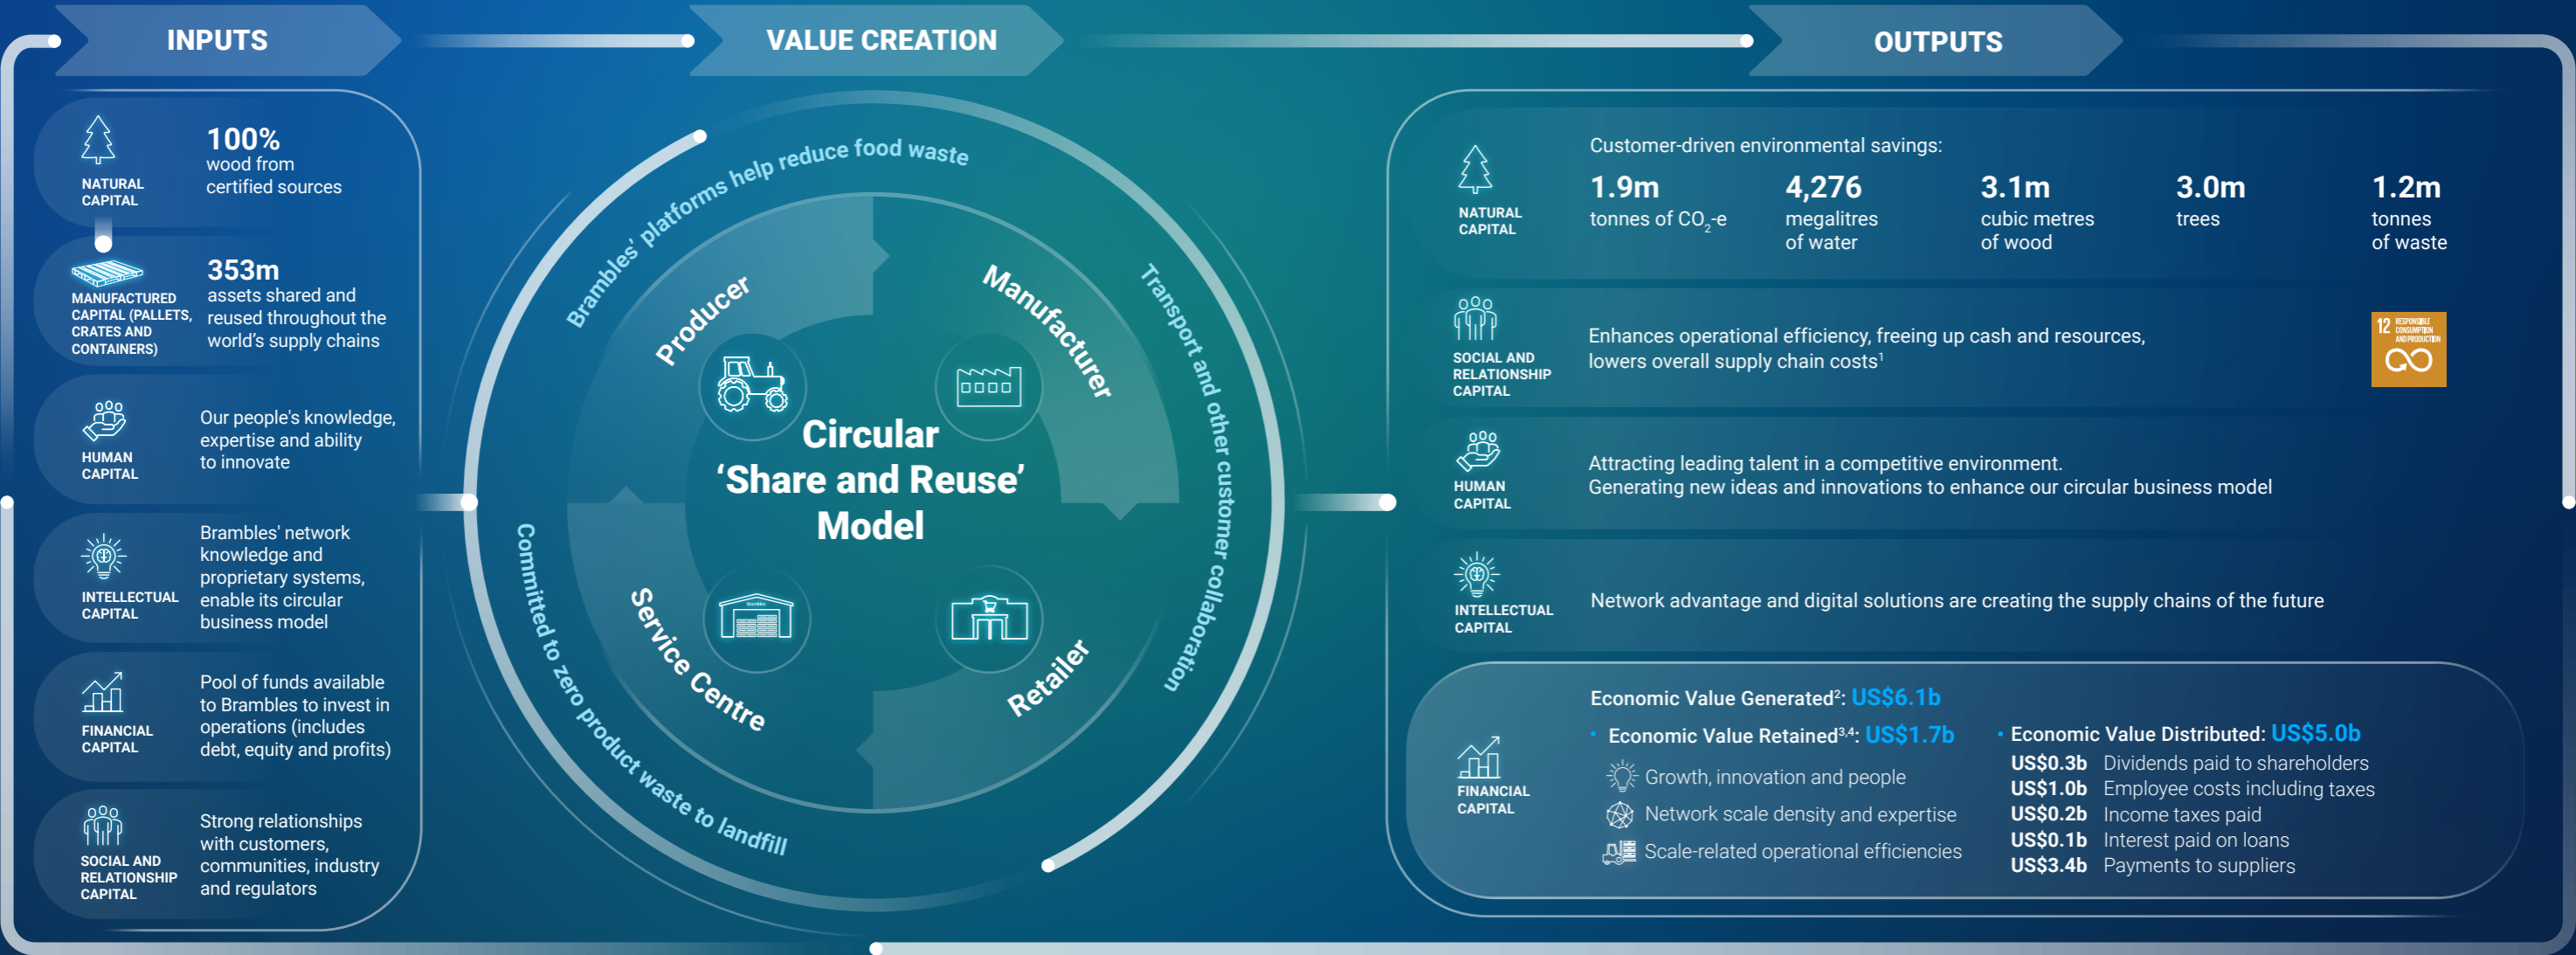 INPUTS
VALUE CREATION
OUTPUTS
NATURAL
CAPITAL
100%
wood from
certified sources
MANUFACTURED
CAPITAL (PALLETS,
CRATES AND
CONTAINERS)
353m
assets shared and
reused throughout the
world's supply chains
HUMAN
CAPITAL
Our people's knowledge,
expertise and ability
to innovate
INTELLECTUAL
CAPITAL
Brambles' network
knowledge and
proprietary systems,
enable its circular
business model
FINANCIAL
CAPITAL
Pool of funds available
to Brambles to invest in
operations (includes
debt, equity and profits)
SOCIAL AND
RELATIONSHIP
CAPITAL
Strong relationships
with customers,
communities, industry
and regulators
Brambles' platforms help reduce food waste
Transport and other customer collaboration
Committed to zero product waste to landfill
Producer
Manufacturer
Retailer
Service Centre
Circular
‘Share and Reuse’
Model
NATURAL
CAPITAL
Customer-driven environmental savings:
1.9m
tonnes of CO₂-e
4,276
megalitres
of water
3.1m
cubic metres
of wood
3.0m
trees
1.2m
tonnes
of waste
SOCIAL AND
RELATIONSHIP
CAPITAL
Enhances operational efficiency, freeing up cash and resources,
lowers overall supply chain costs¹
12 RESPONSIBLE
CONSUMPTION
AND PRODUCTION
HUMAN
CAPITAL
Attracting leading talent in a competitive environment.
Generating new ideas and innovations to enhance our circular business model
INTELLECTUAL
CAPITAL
Network advantage and digital solutions are creating the supply chains of the future
FINANCIAL
CAPITAL
Economic Value Generated²: US$6.1b
• Economic Value Retained³,⁴: US$1.7b
Growth, innovation and people
Network scale density and expertise
Scale-related operational efficiencies
• Economic Value Distributed: US$5.0b
US$0.3b Dividends paid to shareholders
US$1.0b Employee costs including taxes
US$0.2b Income taxes paid
US$0.1b Interest paid on loans
US$3.4b Payments to suppliers